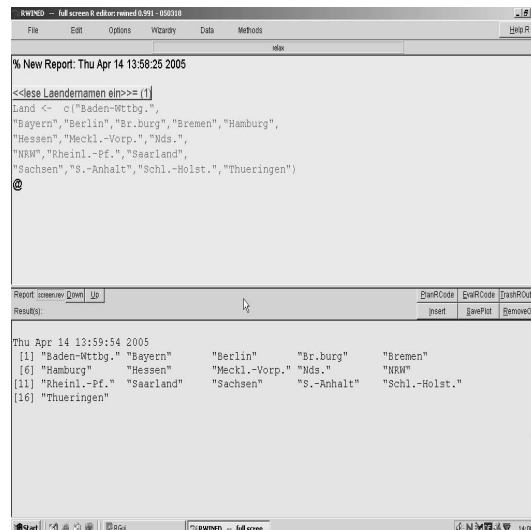 RWINED -- full screen R editor: rwined 0.991 - 050318
File Edit Options Wizardry Data Methods Help.R
relax
% New Report: Thu Apr 14 13:58:25 2005
<<lese Laendernamen ein>>= (1)
Land <- c("Baden-Wttbg.",
"Bayern","Berlin","Br.burg","Bremen","Hamburg",
"Hessen","Meckl.-Vorp.","Nds.",
"NRW","Rheinl.-Pf.","Saarland",
"Sachsen","S.-Anhalt","Schl.-Holst.","Thueringen")
@
Report: screen.rev Down Up PlanRCode EvalRCode TrashROut
Result(s): Insert SavePlot RemoveO
Thu Apr 14 13:59:54 2005
[1] "Baden-Wttbg." "Bayern" "Berlin" "Br.burg" "Bremen"
[6] "Hamburg" "Hessen" "Meckl.-Vorp." "Nds." "NRW"
[11] "Rheinl.-Pf." "Saarland" "Sachsen" "S.-Anhalt" "Schl.-Holst."
[16] "Thueringen"
Start RGui RWINED -- full scree...